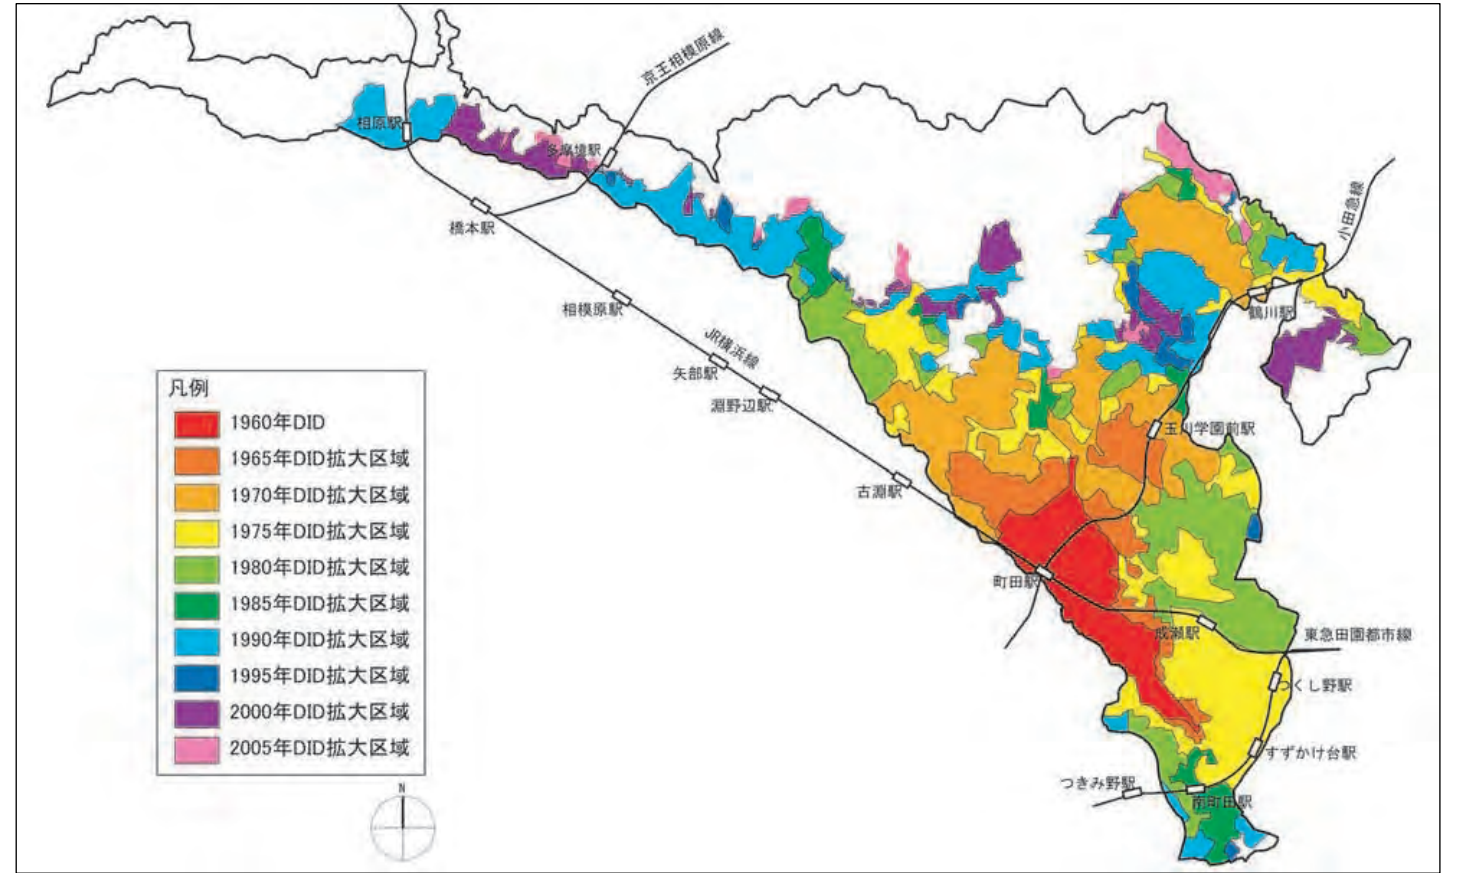 京王相模原線
相原駅
多摩境駅
橋本駅
小田急線
相模原駅
鶴川駅
JR横浜線
矢部駅
淵野辺駅
玉川学園前駅
古淵駅
町田駅
成瀬駅
東急田園都市線
つくし野駅
すずかけ台駅
つきみ野駅
南町田駅
凡例
1960年DID
1965年DID拡大区域
1970年DID拡大区域
1975年DID拡大区域
1980年DID拡大区域
1985年DID拡大区域
1990年DID拡大区域
1995年DID拡大区域
2000年DID拡大区域
2005年DID拡大区域
N